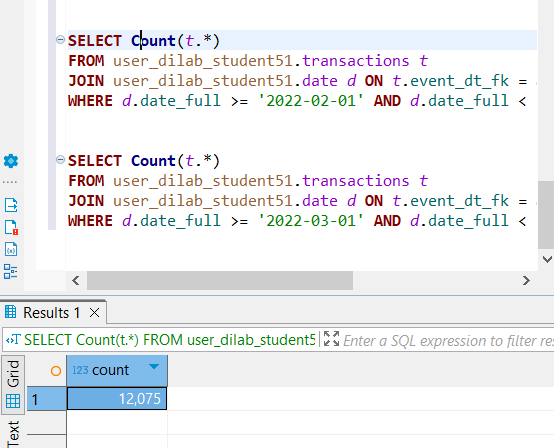 SELECT Count(t.*)
FROM user_dilab_student51.transactions t
JOIN user_dilab_student51.date d ON t.event_dt_fk =
WHERE d.date_full >= '2022-02-01' AND d.date_full <
SELECT Count(t.*)
FROM user_dilab_student51.transactions t
JOIN user_dilab_student51.date d ON t.event_dt_fk =
WHERE d.date_full >= '2022-03-01' AND d.date_full <
Results 1
SELECT Count(t.*) FROM user_dilab_student5
Enter a SQL expression to filter res
Grid
123 count
1
12,075
Text